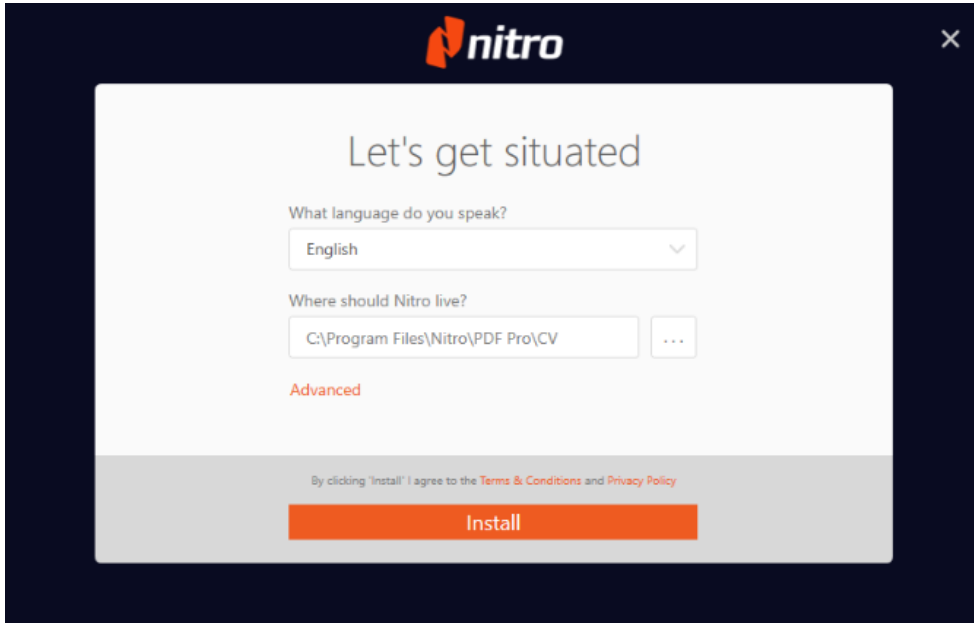 nitro
Let's get situated
What language do you speak?
English
Where should Nitro live?
C:\Program Files\Nitro\PDF Pro\CV
...
Advanced
By clicking 'Install' I agree to the Terms & Conditions and Privacy Policy
Install